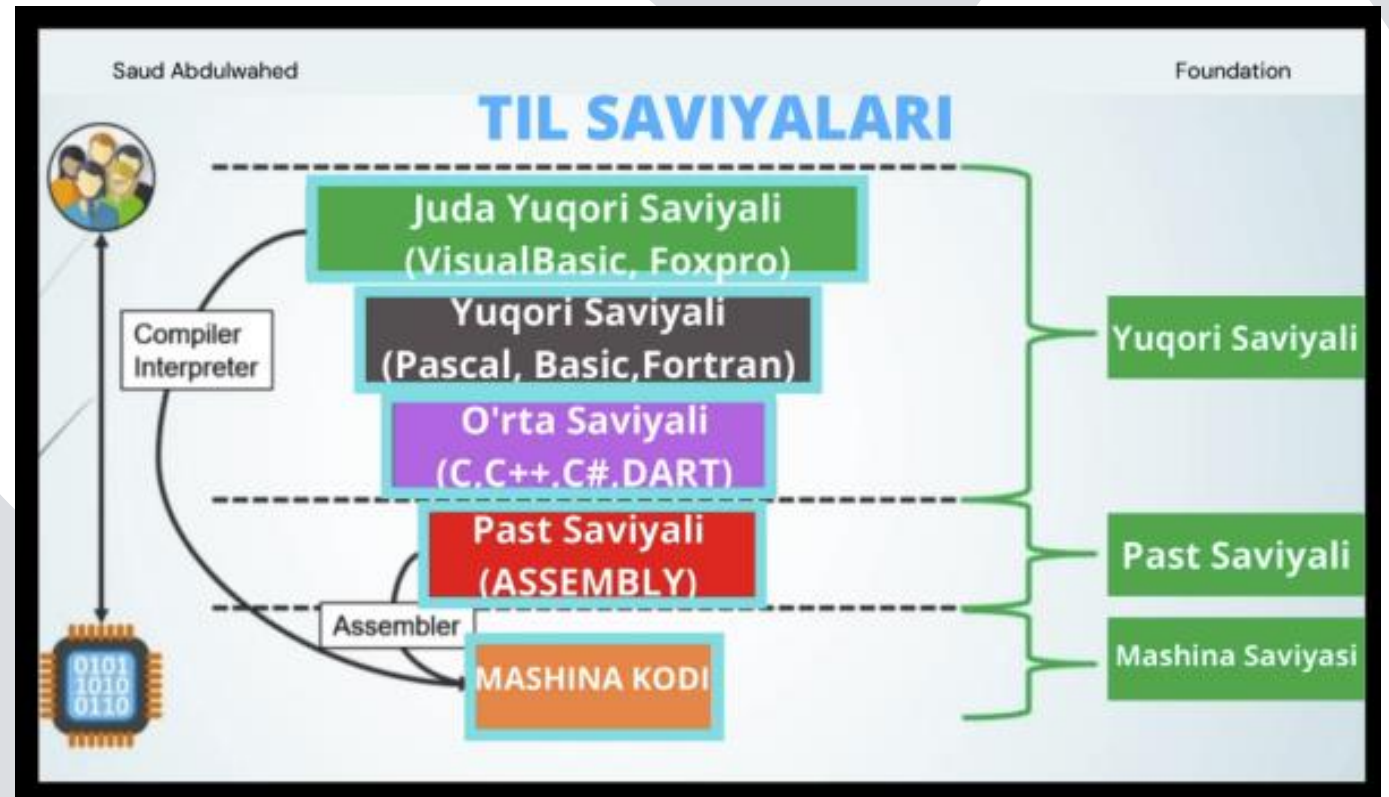 Saud Abdulwahed
Foundation
TIL SAVIYALARI
Juda Yuqori Saviyali
(VisualBasic, Foxpro)
Yuqori Saviyali
(Pascal, Basic,Fortran)
O'rta Saviyali
(C,C++,C#,DART)
Past Saviyali
(ASSEMBLY)
MASHINA KODI
Compiler
Interpreter
Assembler
Yuqori Saviyali
Past Saviyali
Mashina Saviyasi
0101
1010
0110